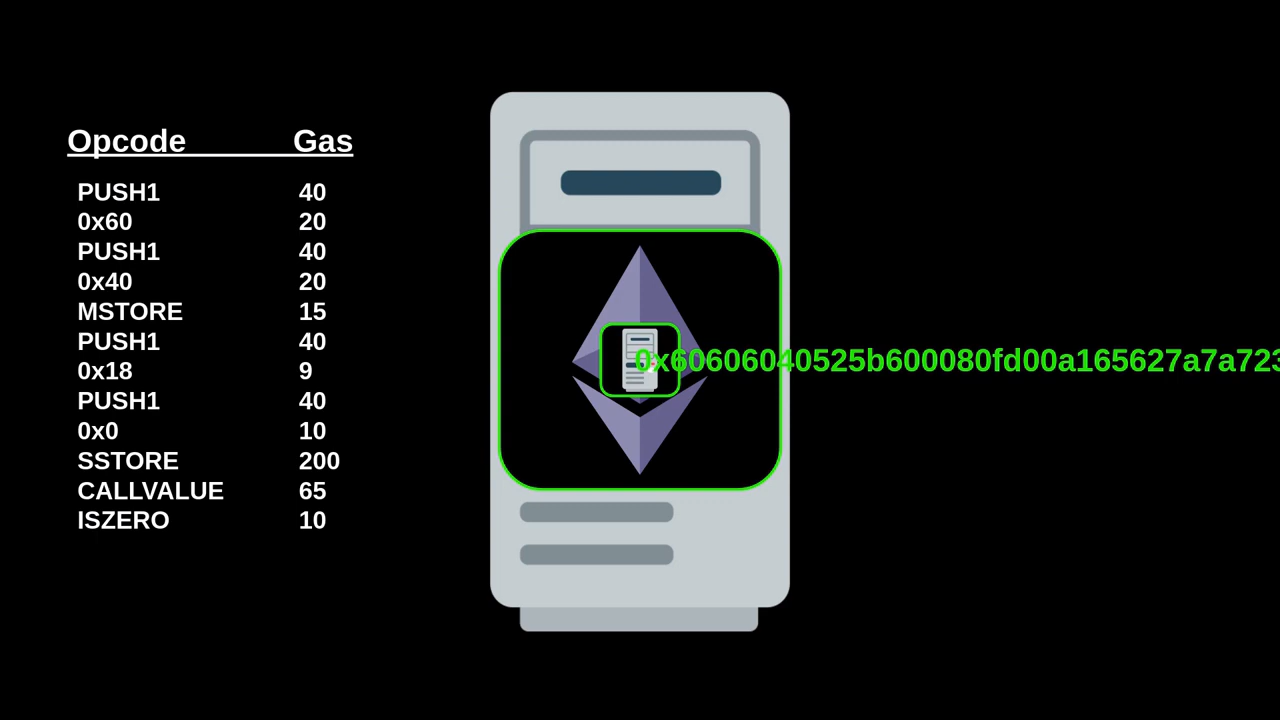 Opcode Gas
PUSH1 40
0x60 20
PUSH1 40
0x40 20
MSTORE 15
PUSH1 40
0x18 9
PUSH1 40
0x0 10
SSTORE 200
CALLVALUE 65
ISZERO 10
0x60606040525b600080fd00a165627a7a723